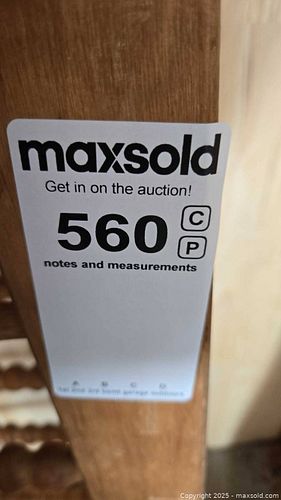 maxsold
Get in on the auction!
560
C
P
notes and measurements
A B C D
Copyright © 2025 - maxsold.com